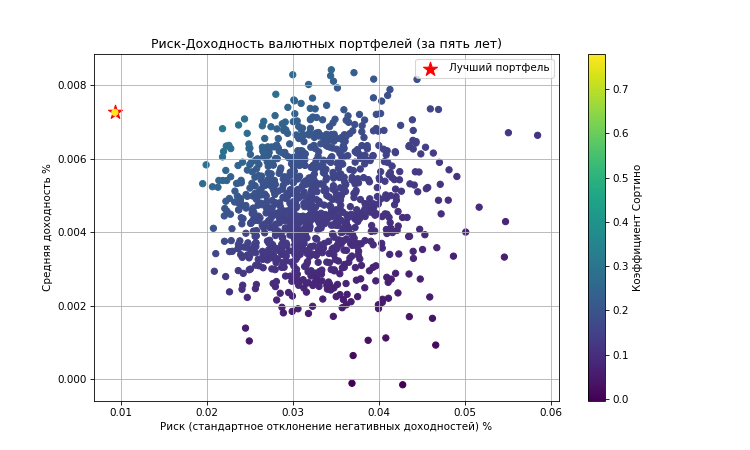 Риск-Доходность валютных портфелей (за пять лет)
Лучший портфель
Средняя доходность %
0.008
0.006
0.004
0.002
0.000
0.01 0.02 0.03 0.04 0.05 0.06
Риск (стандартное отклонение негативных доходностей) %
0.7
0.6
0.5
0.4
0.3
0.2
0.1
0.0
Коэффициент Сортино